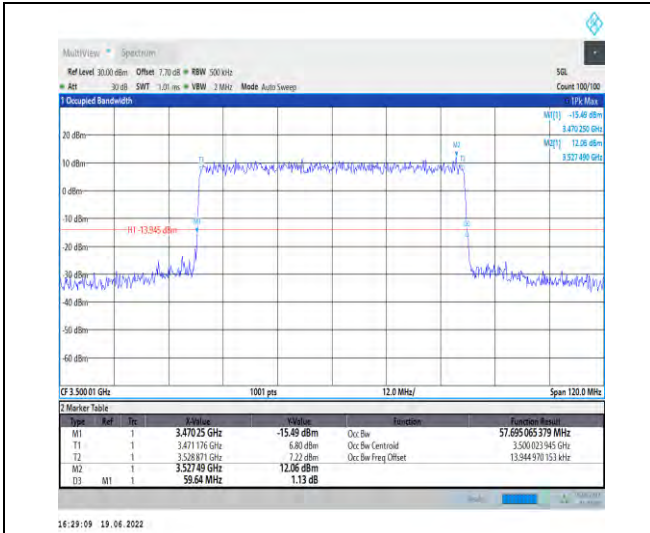 MultiView Spectrum
Ref Level 30.00 dBm Offset 7.70 dB RBW 500 kHz SGL
Att 30 dB SWT 1.01 ms VBW 2 MHz Mode Auto Sweep Count 100/100
1 Occupied Bandwidth 1Pk Max
M1[1] -15.49 dBm
3.470 250 GHz
M2[1] 12.06 dBm
3.527 490 GHz
20 dBm
M2
T1 T2
10 dBm
0 dBm
-10 dBm
M1
H1 -13.945 dBm
-30 dBm
-40 dBm
-50 dBm
-60 dBm
CF 3.500 01 GHz 1001 pts 12.0 MHz/ Span 120.0 MHz
2 Marker Table
Type Ref Trc X-Value Y-Value Function Function Result
M1 1 3.470 25 GHz -15.49 dBm Occ Bw 57.695 065 379 MHz
T1 1 3.471 176 GHz 6.80 dBm Occ Bw Centroid 3.500 023 945 GHz
T2 1 3.528 871 GHz 7.22 dBm Occ Bw Freq Offset 13.944 970 153 kHz
M2 1 3.527 49 GHz 12.06 dBm
D3 M1 1 59.64 MHz 1.13 dB
16:29:09 19.06.2022